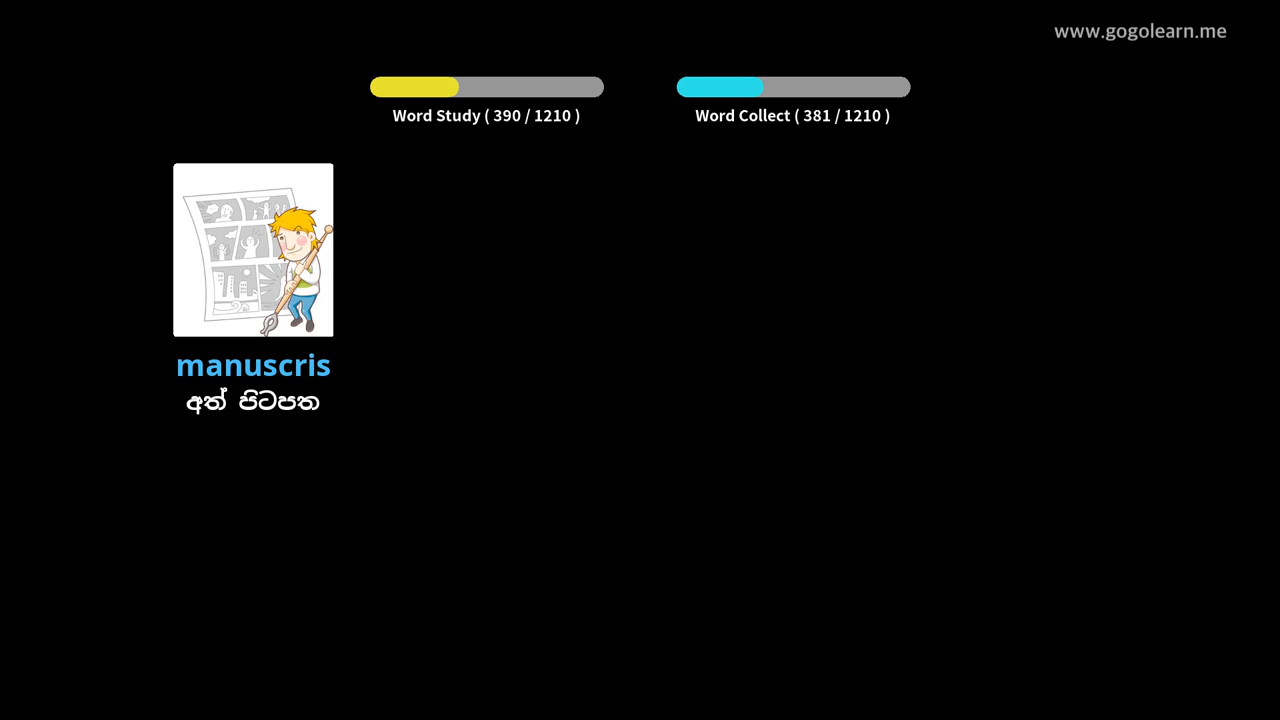 www.gogolearn.me
Word Study ( 390 / 1210 )
Word Collect ( 381 / 1210 )
manuscris
අත් පිටපත